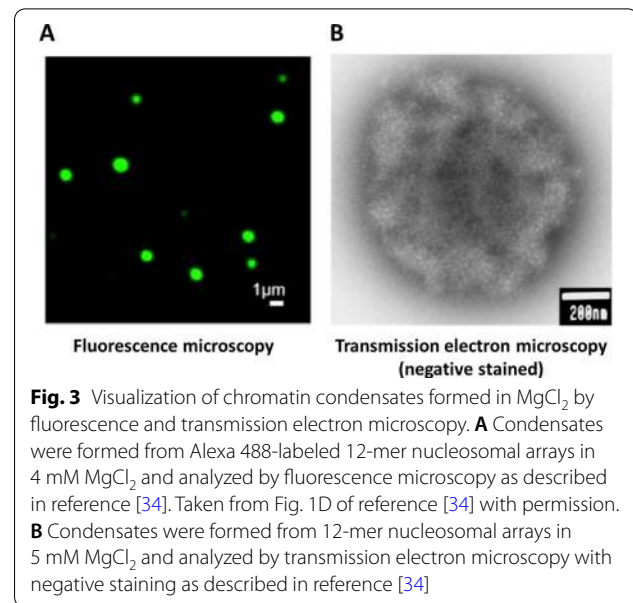 A
B
1μm
200nm
Fluorescence microscopy
Transmission electron microscopy
(negative stained)
Fig. 3 Visualization of chromatin condensates formed in MgCl2 by
fluorescence and transmission electron microscopy. A Condensates
were formed from Alexa 488-labeled 12-mer nucleosomal arrays in
4 mM MgCl2 and analyzed by fluorescence microscopy as described
in reference [34]. Taken from Fig. 1D of reference [34] with permission.
B Condensates were formed from 12-mer nucleosomal arrays in
5 mM MgCl2 and analyzed by transmission electron microscopy with
negative staining as described in reference [34]